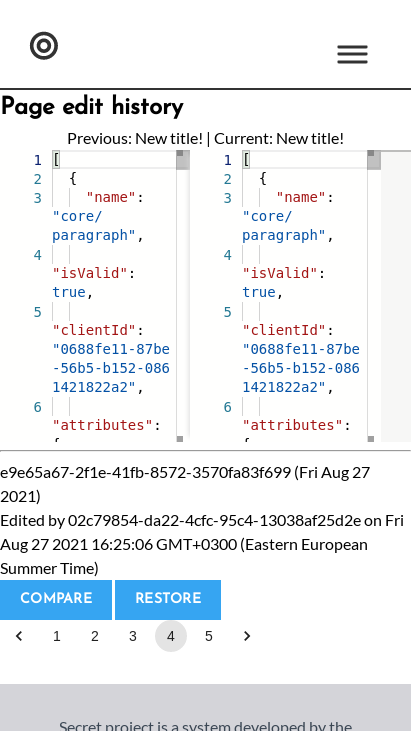 Page edit history
Previous: New title! | Current: New title!
1 [
2 {
3 "name":
"core/
paragraph",
4
"isValid":
true,
5
"clientId":
"0688fe11-87be
-56b5-b152-086
1421822a2",
6
"attributes":
{
1 [
2 {
3 "name":
"core/
paragraph",
4
"isValid":
true,
5
"clientId":
"0688fe11-87be
-56b5-b152-086
1421822a2",
6
"attributes":
{
e9e65a67-2f1e-41fb-8572-3570fa83f699 (Fri Aug 27
2021)
Edited by 02c79854-da22-4cfc-95c4-13038af25d2e on Fri
Aug 27 2021 16:25:06 GMT+0300 (Eastern European
Summer Time)
COMPARE RESTORE
1 2 3 4 5
Secret project is a system developed by the